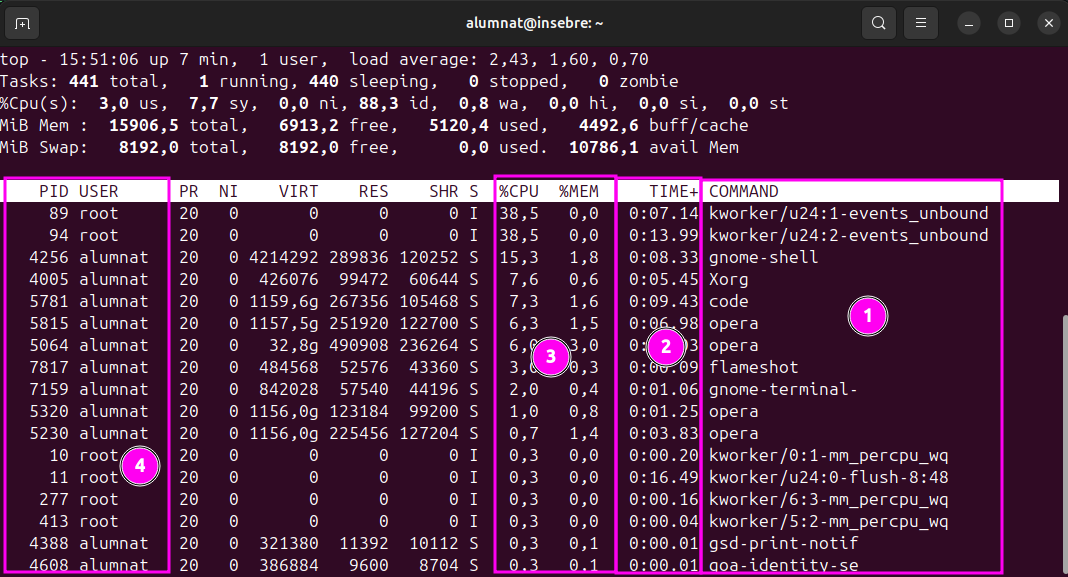 alumnat@insebre: ~
top - 15:51:06 up 7 min,  1 user,  load average: 2,43, 1,60, 0,70
Tasks: 441 total,   1 running, 440 sleeping,   0 stopped,   0 zombie
%Cpu(s):  3,0 us,  7,7 sy,  0,0 ni, 88,3 id,  0,8 wa,  0,0 hi,  0,0 si,  0,0 st
MiB Mem :  15906,5 total,   6913,2 free,   5120,4 used,   4492,6 buff/cache
MiB Swap:   8192,0 total,   8192,0 free,      0,0 used.  10786,1 avail Mem
PID USER      PR  NI    VIRT    RES    SHR S  %CPU  %MEM     TIME+ COMMAND
89 root      20   0       0      0      0 I  38,5   0,0   0:07.14 kworker/u24:1-events_unbound
94 root      20   0       0      0      0 I  38,5   0,0   0:13.99 kworker/u24:2-events_unbound
4256 alumnat   20   0 4214292 289836 120252 S  15,3   1,8   0:08.33 gnome-shell
4005 alumnat   20   0  426076  99472  60644 S   7,6   0,6   0:05.45 Xorg
5781 alumnat   20   0 1159,6g 267356 105468 S   7,3   1,6   0:09.43 code
5815 alumnat   20   0 1157,5g 251920 122700 S   6,3   1,5   0:06.98 opera
5064 alumnat   20   0   32,8g 490908 236264 S   3,0 opera
7817 alumnat   20   0  484568  52576  43360 S   0,3 flameshot
7159 alumnat   20   0  842028  57540  44196 S   2,0   0,4   0:01.06 gnome-terminal-
5320 alumnat   20   0 1156,0g 123184  99200 S   1,0   0,8   0:01.25 opera
5230 alumnat   20   0 1156,0g 225456 127204 S   0,7   1,4   0:03.83 opera
10 root      20   0       0      0      0 I   0,3   0,0   0:00.20 kworker/0:1-mm_percpu_wq
11 root      20   0       0      0      0 I   0,3   0,0   0:16.49 kworker/u24:0-flush-8:48
277 root      20   0       0      0      0 I   0,3   0,0   0:00.16 kworker/6:3-mm_percpu_wq
413 root      20   0       0      0      0 I   0,3   0,0   0:00.04 kworker/5:2-mm_percpu_wq
4388 alumnat   20   0  321380  11392  10112 S   0,3   0,1   0:00.01 gsd-print-notif
4608 alumnat   20   0  386884   9600   8704 S   0,3   0,1   0:00.01 goa-identity-se
1
2
3
4